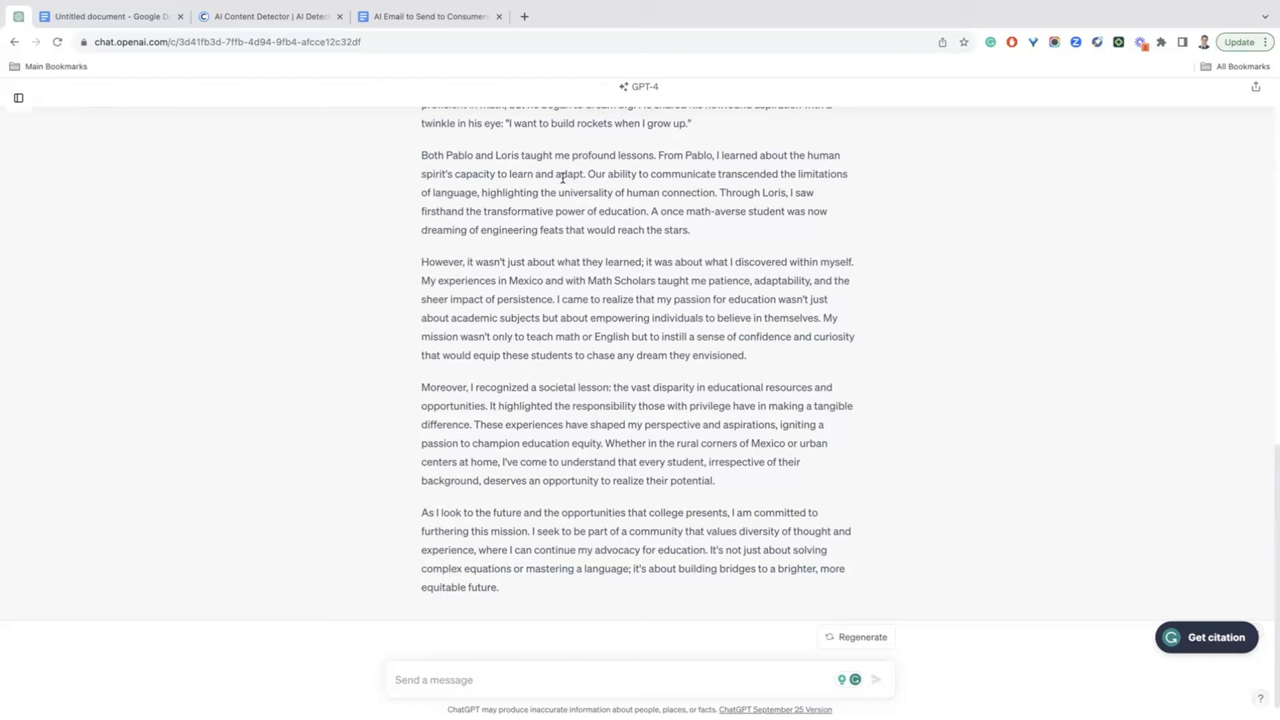 Untitled document - Google D
AI Content Detector | AI Detec
AI Email to Send to Consumers
chat.openai.com/c/3d41fb3d-7ffb-4d94-9fb4-afcce12c32df
Update
Main Bookmarks
All Bookmarks
GPT-4
twinkle in his eye: "I want to build rockets when I grow up."
Both Pablo and Loris taught me profound lessons. From Pablo, I learned about the human
spirit's capacity to learn and adapt. Our ability to communicate transcended the limitations
of language, highlighting the universality of human connection. Through Loris, I saw
firsthand the transformative power of education. A once math-averse student was now
dreaming of engineering feats that would reach the stars.
However, it wasn't just about what they learned; it was about what I discovered within myself.
My experiences in Mexico and with Math Scholars taught me patience, adaptability, and the
sheer impact of persistence. I came to realize that my passion for education wasn't just
about academic subjects but about empowering individuals to believe in themselves. My
mission wasn't only to teach math or English but to instill a sense of confidence and curiosity
that would equip these students to chase any dream they envisioned.
Moreover, I recognized a societal lesson: the vast disparity in educational resources and
opportunities. It highlighted the responsibility those with privilege have in making a tangible
difference. These experiences have shaped my perspective and aspirations, igniting a
passion to champion education equity. Whether in the rural corners of Mexico or urban
centers at home, I've come to understand that every student, irrespective of their
background, deserves an opportunity to realize their potential.
As I look to the future and the opportunities that college presents, I am committed to
furthering this mission. I seek to be part of a community that values diversity of thought and
experience, where I can continue my advocacy for education. It's not just about solving
complex equations or mastering a language; it's about building bridges to a brighter, more
equitable future.
Regenerate
Get citation
Send a message
ChatGPT may produce inaccurate information about people, places, or facts. ChatGPT September 25 Version
?